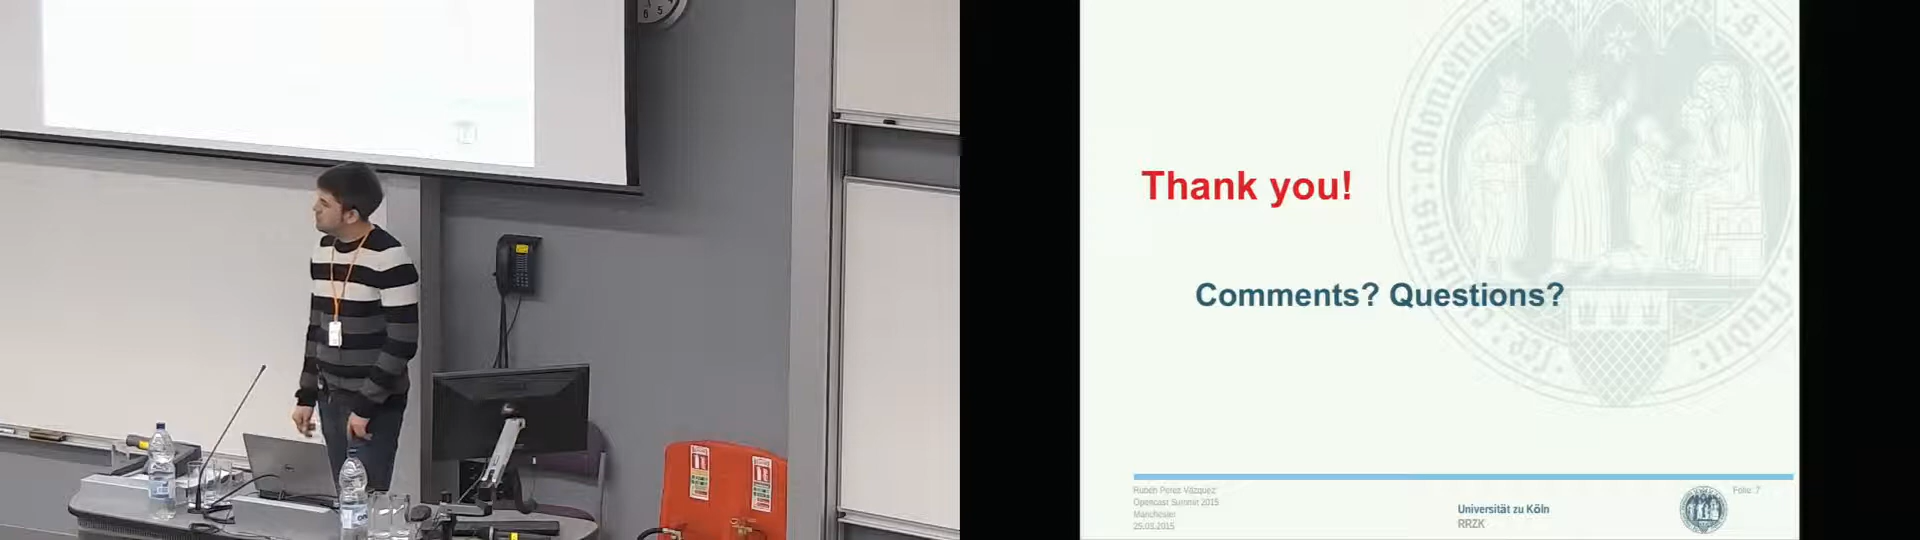 Thank you!
Comments? Questions?
Rubén Pérez Vázquez
Opencast Summit 2015
Manchester
25.03.2015
Universität zu Köln
RRZK
Folie: 7